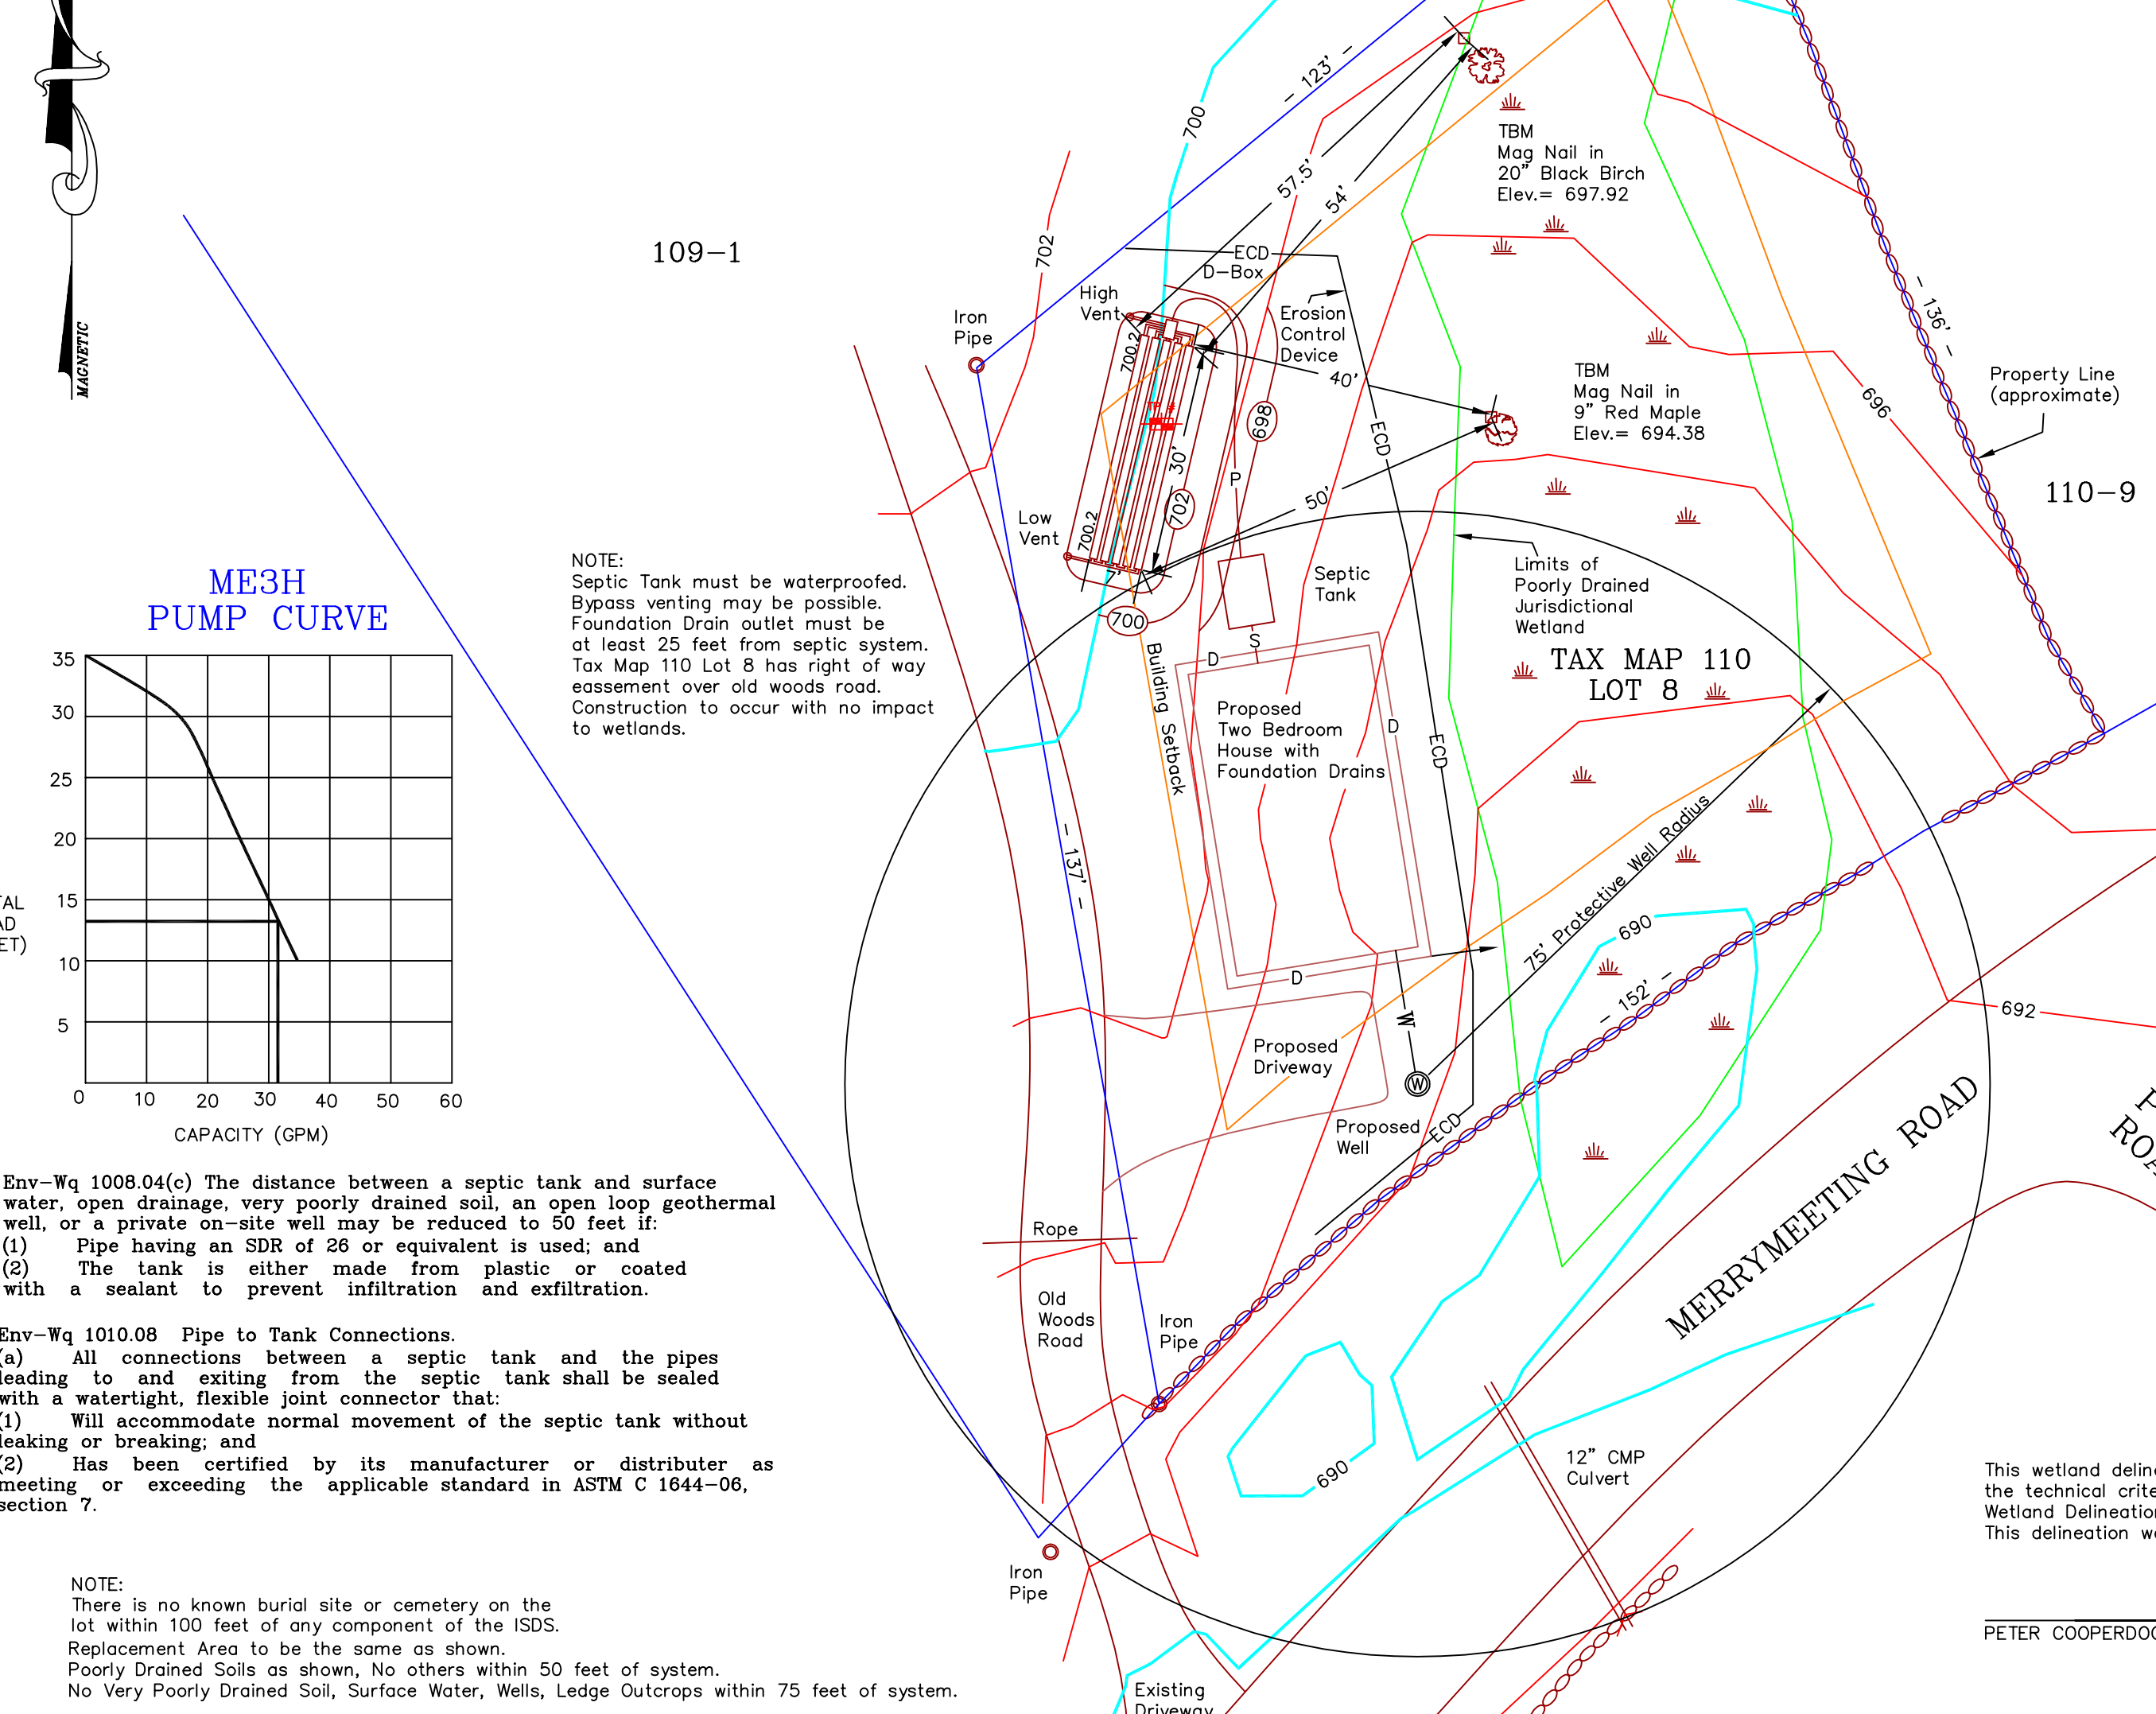 MAGNETIC
109-1
- 123' -
700
702
57.5'
54'
TBM
Mag Nail in
20" Black Birch
Elev.= 697.92
ECD
D-Box
High
Vent
Iron
Pipe
Erosion
Control
Device
700.2
40'
TBM
Mag Nail in
9" Red Maple
Elev.= 694.38
- 136' -
696
Property Line
(approximate)
110-9
698
ECD
TP #
30'
P
702
50'
Low
Vent
700.2
7'
700
Septic
Tank
S
Limits of
Poorly Drained
Jurisdictional
Wetland
TAX MAP 110
LOT 8
NOTE:
Septic Tank must be waterproofed.
Bypass venting may be possible.
Foundation Drain outlet must be
at least 25 feet from septic system.
Tax Map 110 Lot 8 has right of way
eassement over old woods road.
Construction to occur with no impact
to wetlands.
Building Setback
D
D
Proposed
Two Bedroom
House with
Foundation Drains
ECD
D
- 137' -
75' Protective Well Radius
690
- 152' -
692
W
W
Proposed
Driveway
Proposed
Well
ECD
MERRYMEETING ROAD
Rope
Old
Woods
Road
Iron
Pipe
690
12" CMP
Culvert
Iron
Pipe
Existing
Driveway
ME3H
PUMP CURVE
35
30
25
20
15
10
5
TAL
AD
ET)
0 10 20 30 40 50 60
CAPACITY (GPM)
Env-Wq 1008.04(c) The distance between a septic tank and surface
water, open drainage, very poorly drained soil, an open loop geothermal
well, or a private on-site well may be reduced to 50 feet if:
(1) Pipe having an SDR of 26 or equivalent is used; and
(2) The tank is either made from plastic or coated
with a sealant to prevent infiltration and exfiltration.
Env-Wq 1010.08 Pipe to Tank Connections.
(a) All connections between a septic tank and the pipes
leading to and exiting from the septic tank shall be sealed
with a watertight, flexible joint connector that:
(1) Will accommodate normal movement of the septic tank without
leaking or breaking; and
(2) Has been certified by its manufacturer or distributer as
meeting or exceeding the applicable standard in ASTM C 1644-06,
section 7.
NOTE:
There is no known burial site or cemetery on the
lot within 100 feet of any component of the ISDS.
Replacement Area to be the same as shown.
Poorly Drained Soils as shown, No others within 50 feet of system.
No Very Poorly Drained Soil, Surface Water, Wells, Ledge Outcrops within 75 feet of system.
This wetland deline
the technical crite
Wetland Delineation
This delineation w
PETER COOPERDOC